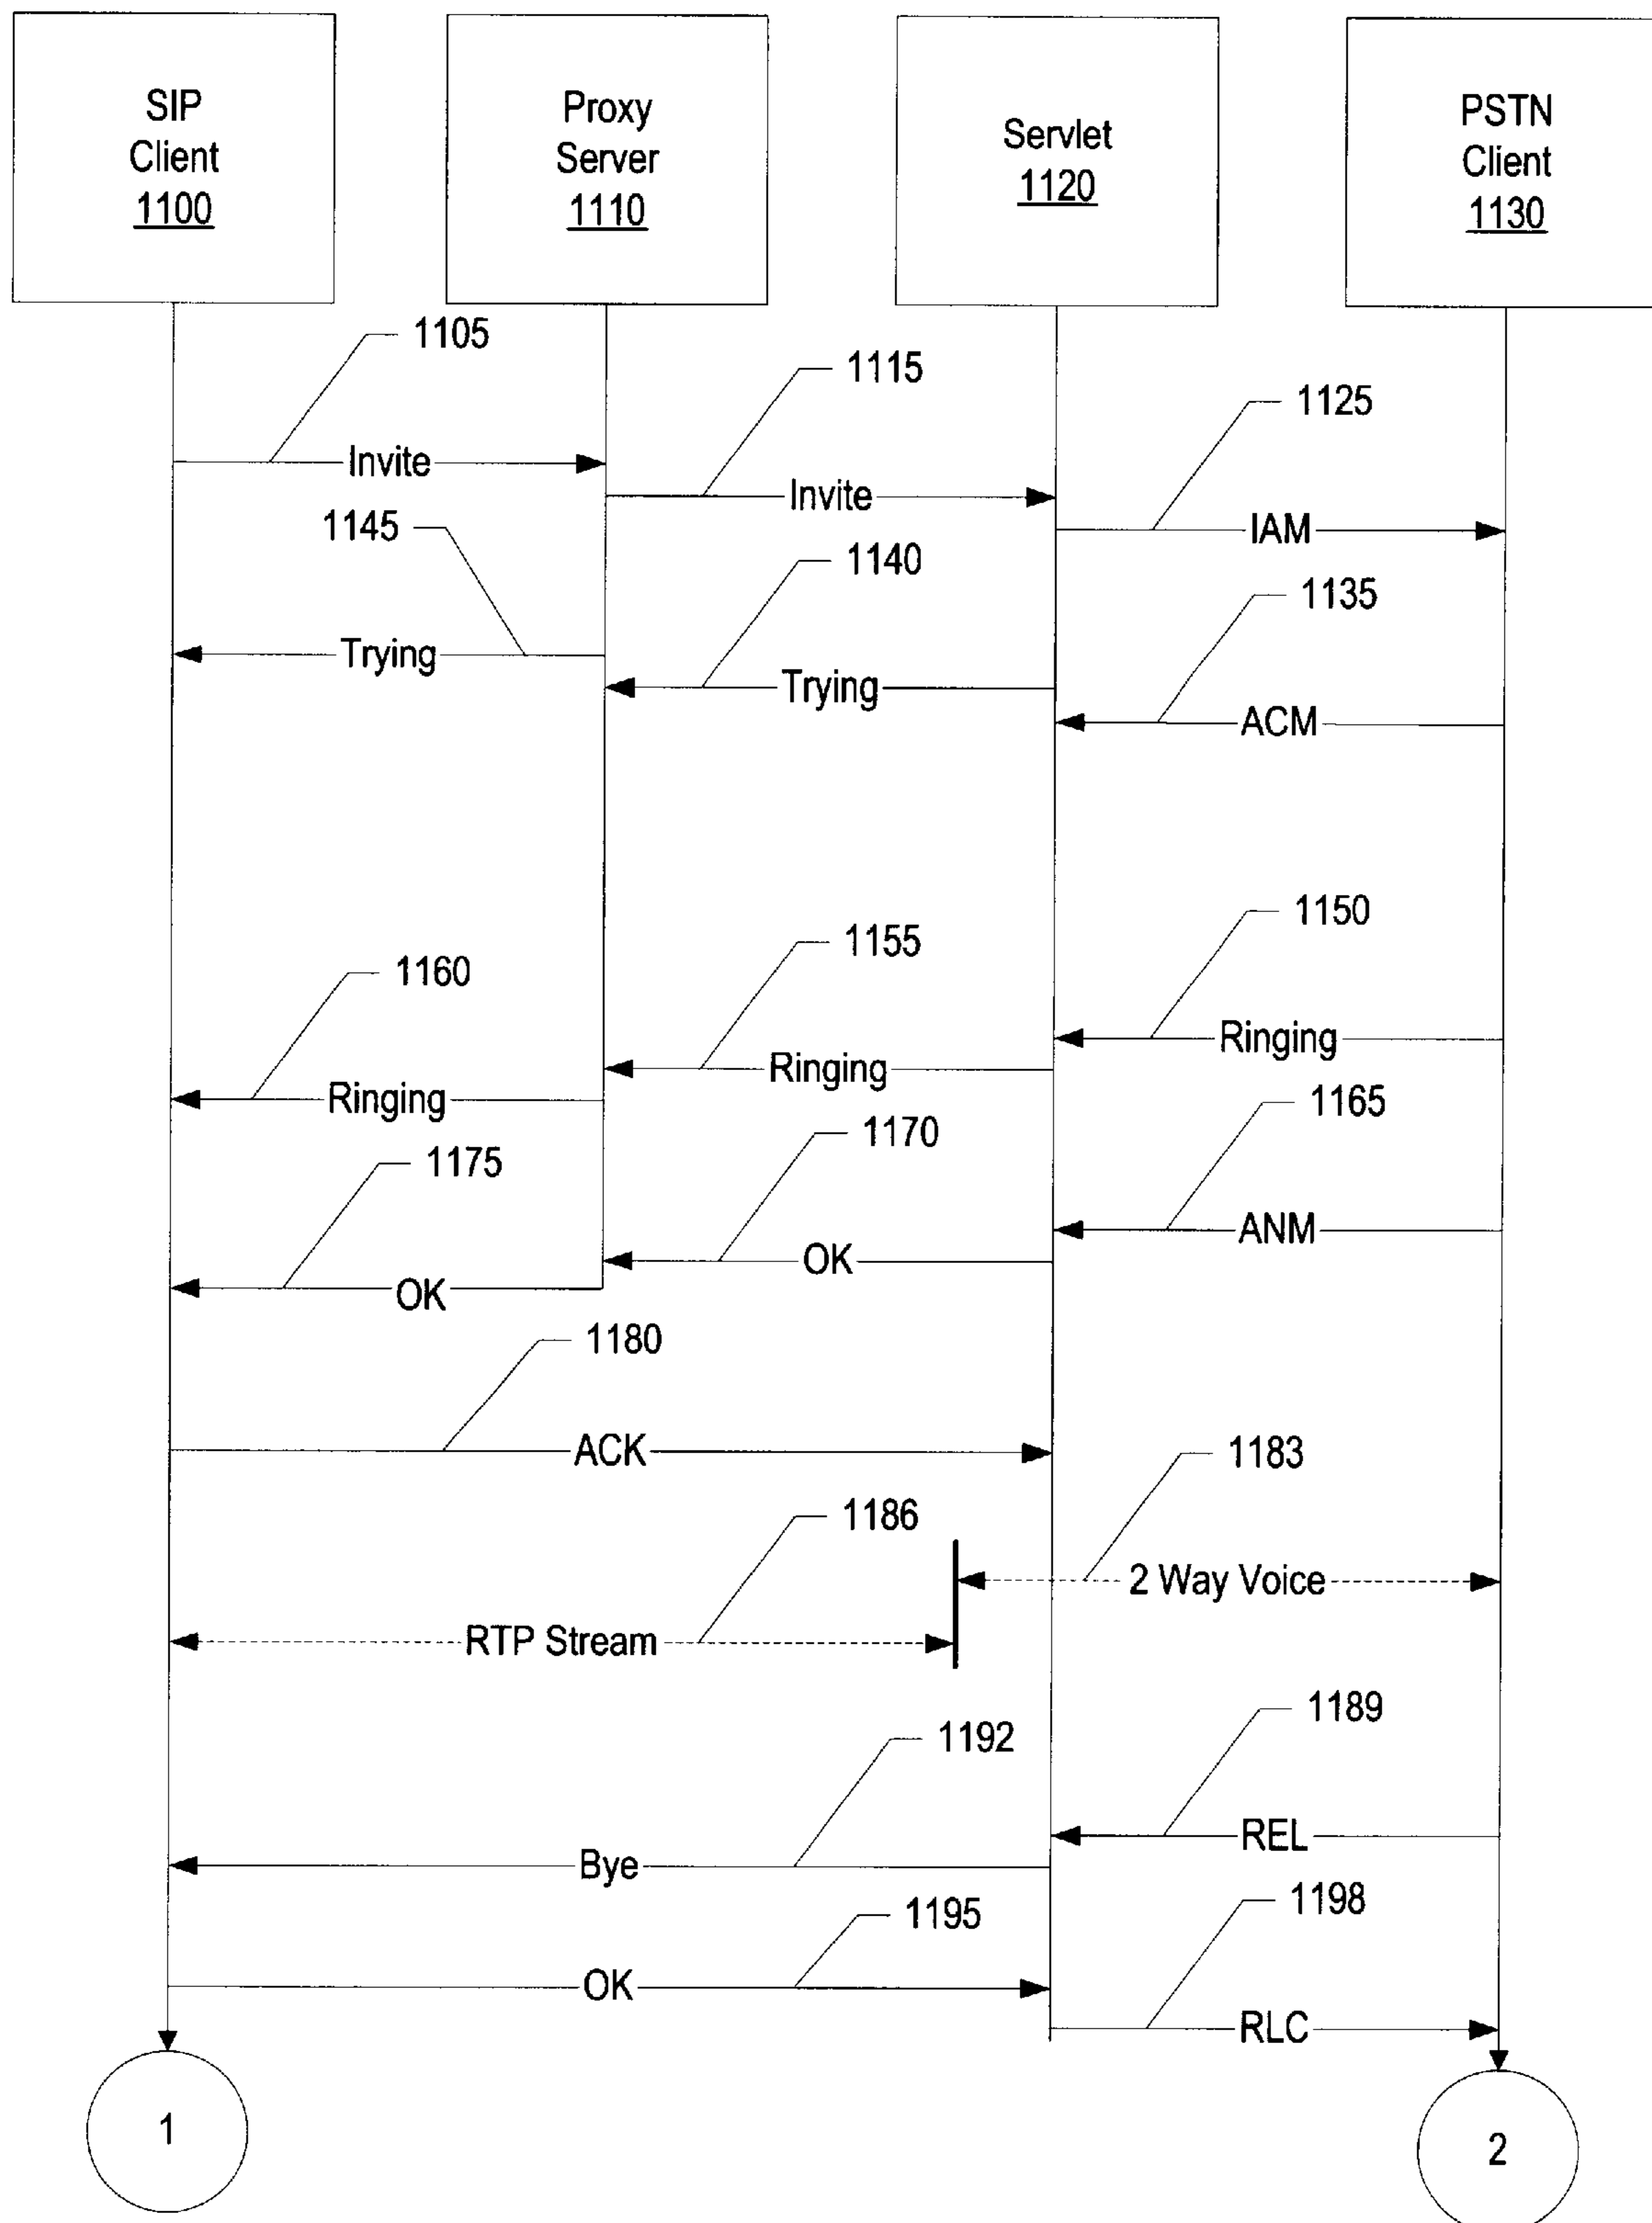 SIP
Client
1100
Proxy
Server
1110
Servlet
1120
PSTN
Client
1130
1105
1115
1125
Invite
Invite
IAM
1145
1140
1135
Trying
Trying
ACM
1150
1155
1160
Ringing
Ringing
Ringing
1165
1170
1175
ANM
OK
OK
1180
ACK
1183
1186
2 Way Voice
RTP Stream
1189
1192
REL
Bye
1198
1195
OK
RLC
1
2